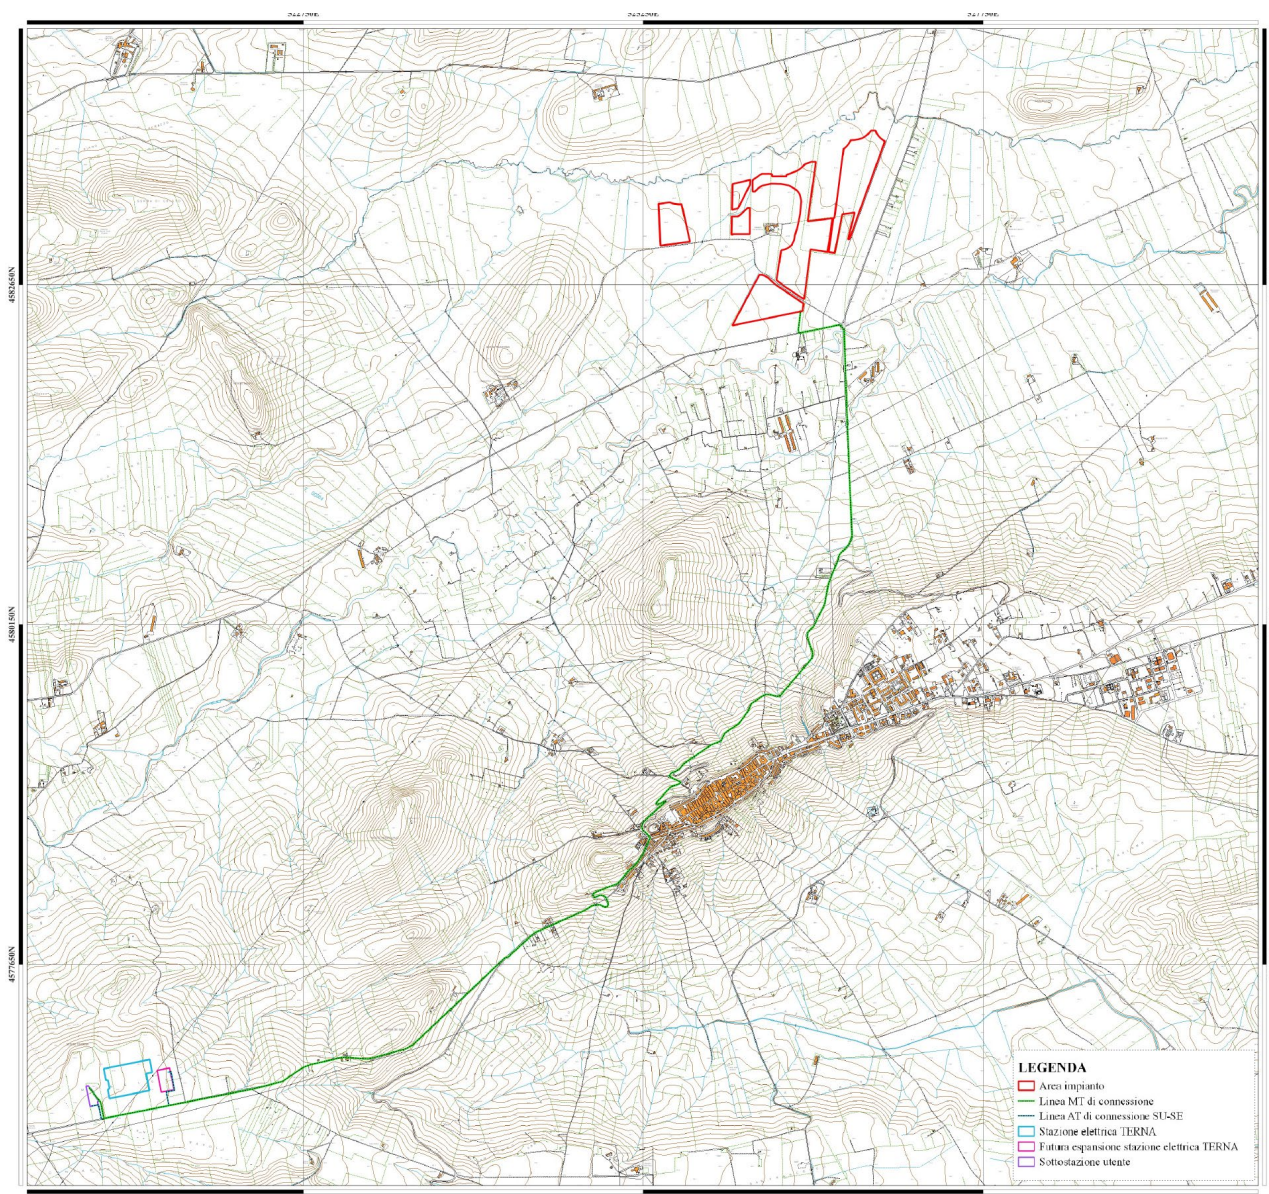 4582650N
4580150N
4577650N
LEGENDA
Area impianto
Linea MT di connessione
Linea AT di connessione SU-SE
Stazione elettrica TERNA
Futura espansione stazione elettrica TERNA
Sottostazione utente